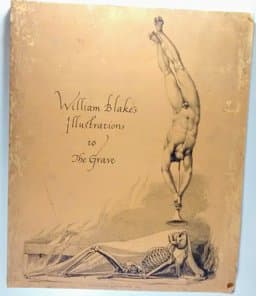 William Blake's
Illustrations
to
The Grave